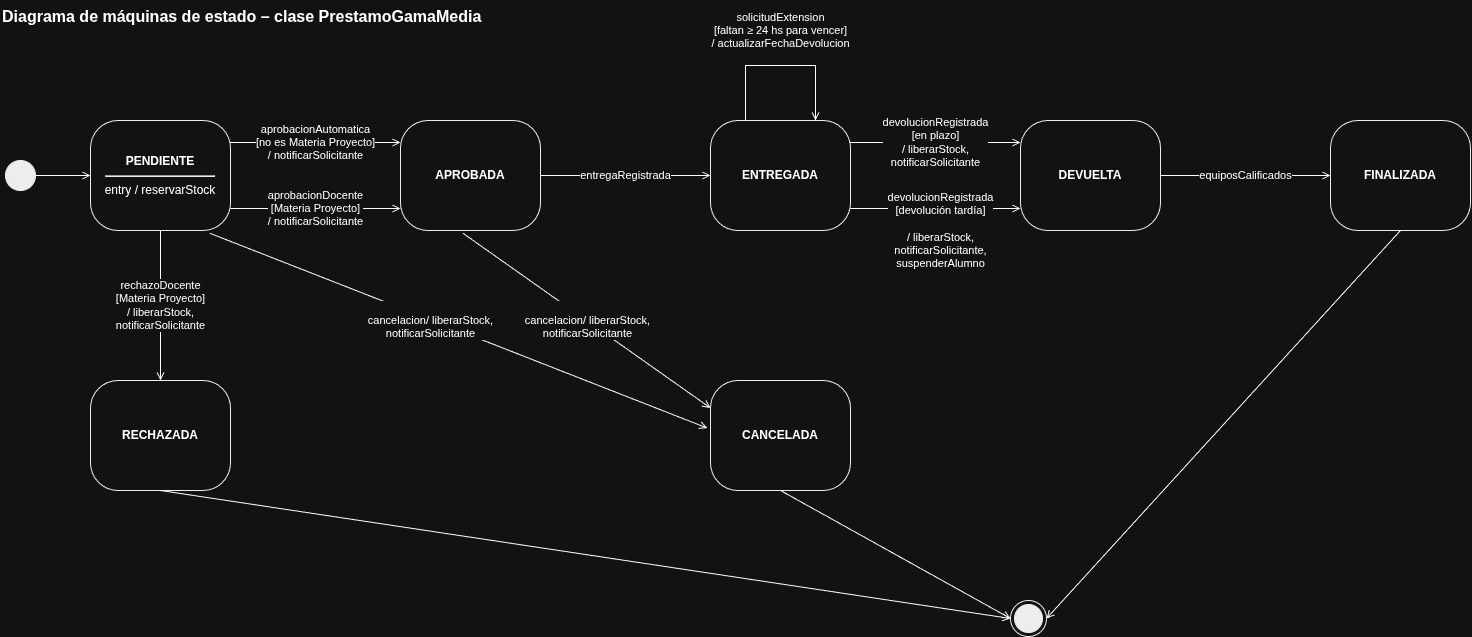 Diagrama de máquinas de estado – clase PrestamoGamaMedia
solicitudExtension
[faltan ≥ 24 hs para vencer]
/ actualizarFechaDevolucion
PENDIENTE
entry / reservarStock
aprobacionAutomatica
[no es Materia Proyecto]
/ notificarSolicitante
aprobacionDocente
[Materia Proyecto]
/ notificarSolicitante
APROBADA
entregaRegistrada
ENTREGADA
devolucionRegistrada
[en plazo]
/ liberarStock,
notificarSolicitante
devolucionRegistrada
[devolución tardía]
/ liberarStock,
notificarSolicitante,
suspenderAlumno
DEVUELTA
equiposCalificados
FINALIZADA
rechazoDocente
[Materia Proyecto]
/ liberarStock,
notificarSolicitante
cancelacion/ liberarStock,
notificarSolicitante
cancelacion/ liberarStock,
notificarSolicitante
RECHAZADA
CANCELADA